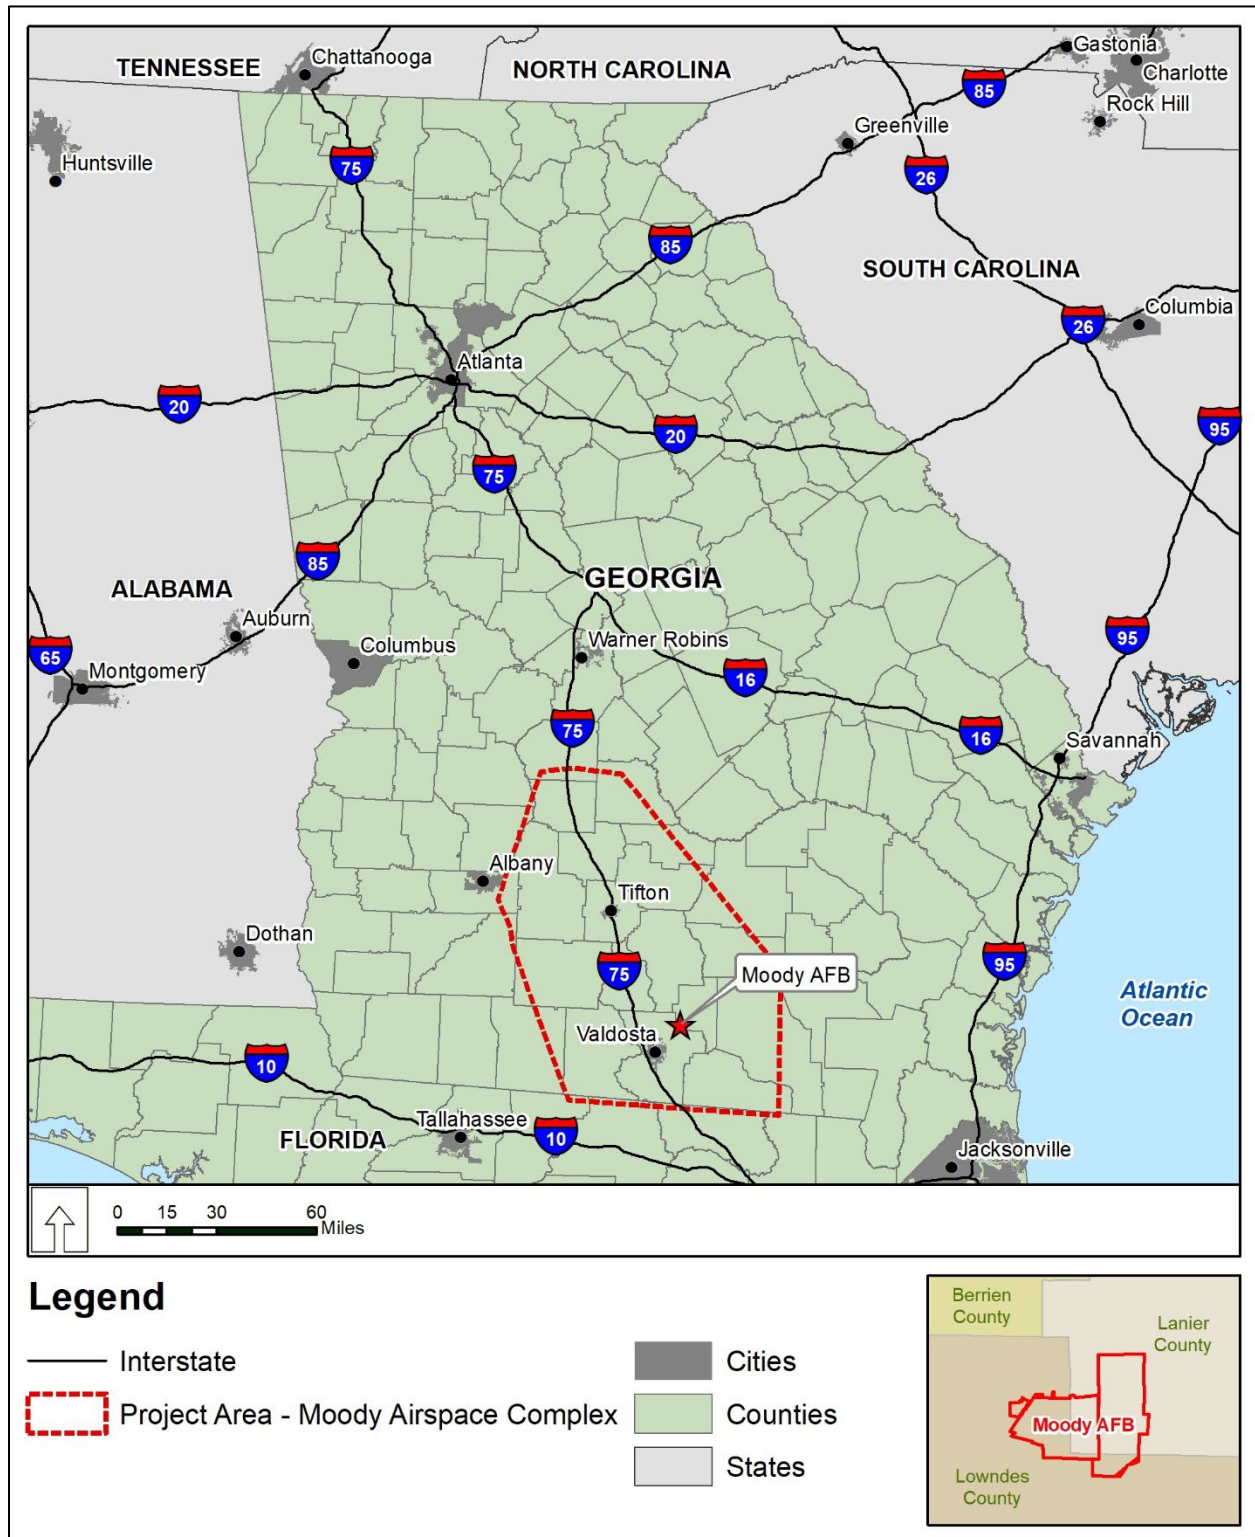 Chattanooga
TENNESSEE
NORTH CAROLINA
Gastonia
Charlotte
85
Rock Hill
Greenville
Huntsville
75
26
85
SOUTH CAROLINA
Columbia
26
Atlanta
20
20
95
75
85
GEORGIA
ALABAMA
Auburn
Columbus
Warner Robins
95
65
Montgomery
16
75
16
Savannah
Albany
Tifton
Dothan
75
Moody AFB
95
Atlantic
Ocean
Valdosta
10
Tallahassee
FLORIDA
10
Jacksonville
0 15 30 60
Miles
Legend
Interstate
Project Area - Moody Airspace Complex
Cities
Counties
States
Berrien
County
Lanier
County
Moody AFB
Lowndes
County